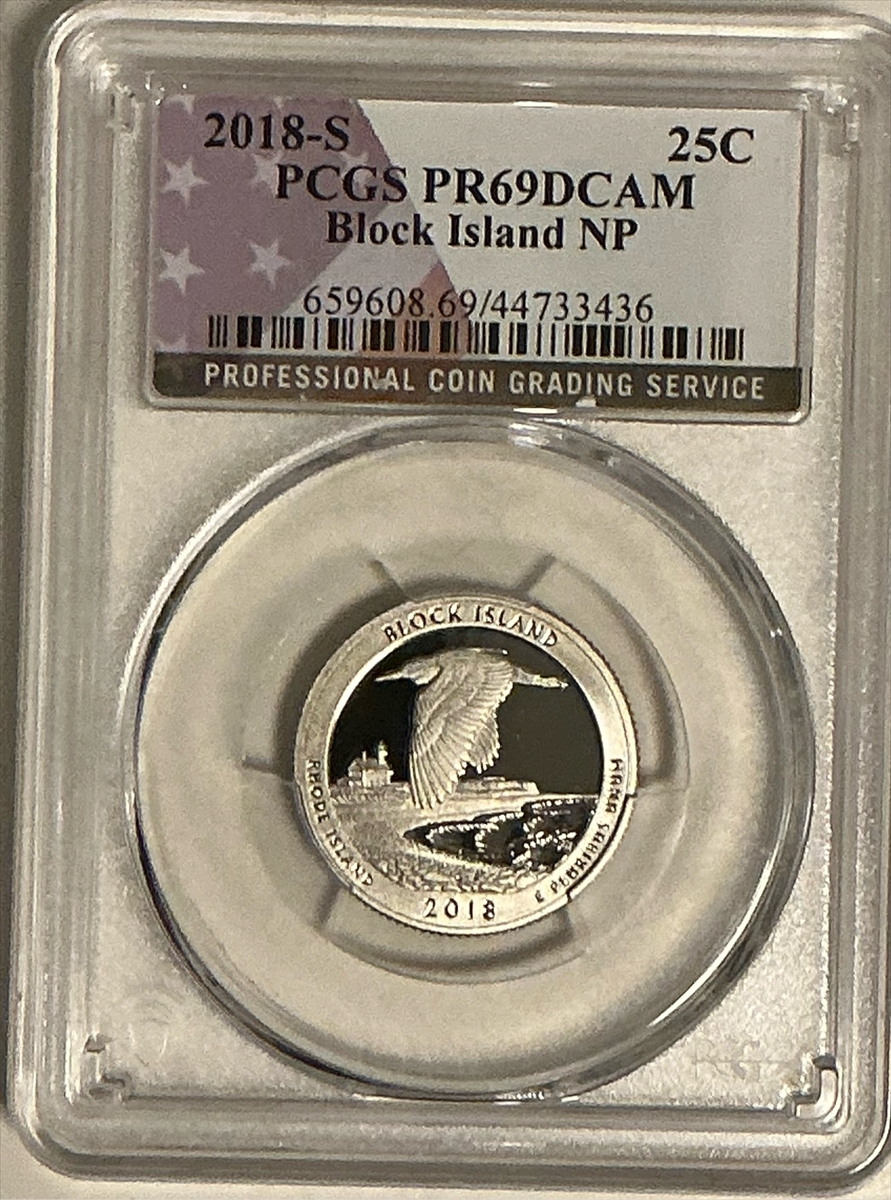 2018-S 25C
PCGS PR69DCAM
Block Island NP
659608.69/44733436
PROFESSIONAL COIN GRADING SERVICE
BLOCK ISLAND
RHODE ISLAND
2018
E PLURIBUS UNUM